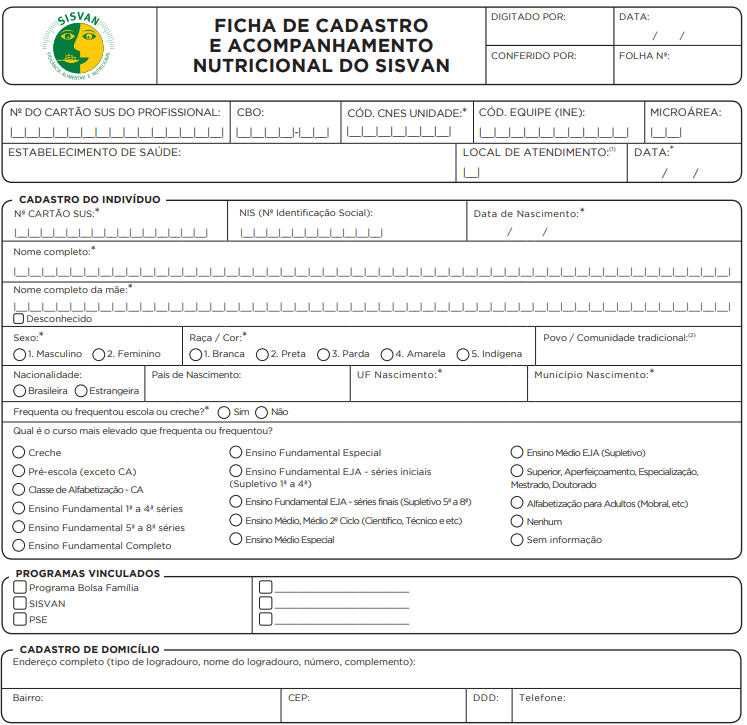 SISVAN
VIGILÂNCIA ALIMENTAR E NUTRICIONAL
FICHA DE CADASTRO
E ACOMPANHAMENTO
NUTRICIONAL DO SISVAN
DIGITADO POR:
DATA:
/ /
CONFERIDO POR:
FOLHA Nº:
Nº DO CARTÃO SUS DO PROFISSIONAL:
CBO:
CÓD. CNES UNIDADE:*
CÓD. EQUIPE (INE):
MICROÁREA:
ESTABELECIMENTO DE SAÚDE:
LOCAL DE ATENDIMENTO:(1)
DATA:*
/ /
CADASTRO DO INDIVÍDUO
Nº CARTÃO SUS:*
NIS (Nº Identificação Social):
Data de Nascimento:*
/ /
Nome completo:*
Nome completo da mãe:*
Desconhecido
Sexo:*
1. Masculino 2. Feminino
Raça / Cor:*
1. Branca 2. Preta 3. Parda 4. Amarela 5. Indígena
Povo / Comunidade tradicional:(2)
Nacionalidade:
Brasileira Estrangeira
País de Nascimento:
UF Nascimento:*
Município Nascimento:*
Frequenta ou frequentou escola ou creche?* Sim Não
Qual é o curso mais elevado que frequenta ou frequentou?
Creche
Pré-escola (exceto CA)
Classe de Alfabetização - CA
Ensino Fundamental 1ª a 4ª séries
Ensino Fundamental 5ª a 8ª séries
Ensino Fundamental Completo
Ensino Fundamental Especial
Ensino Fundamental EJA - séries iniciais
(Supletivo 1ª a 4ª)
Ensino Fundamental EJA - séries finais (Supletivo 5ª a 8ª)
Ensino Médio, Médio 2º Ciclo (Científico, Técnico e etc)
Ensino Médio Especial
Ensino Médio EJA (Supletivo)
Superior, Aperfeiçoamento, Especialização,
Mestrado, Doutorado
Alfabetização para Adultos (Mobral, etc)
Nenhum
Sem informação
PROGRAMAS VINCULADOS
Programa Bolsa Família
SISVAN
PSE
CADASTRO DE DOMICÍLIO
Endereço completo (tipo de logradouro, nome do logradouro, número, complemento):
Bairro:
CEP:
DDD:
Telefone: